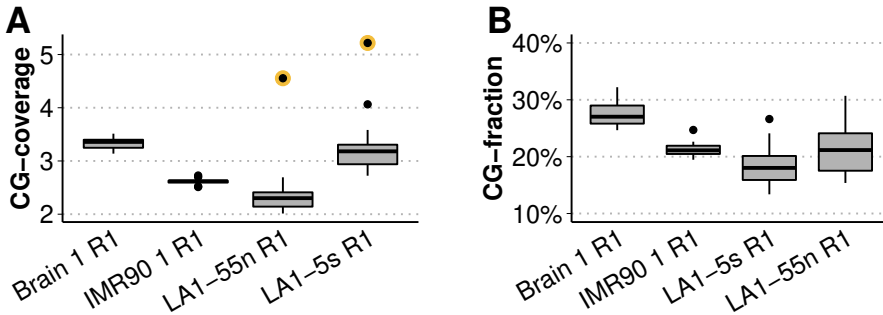 A
CG−coverage
5
4
3
2
Brain 1 R1
IMR90 1 R1
LA1−55n R1
LA1−5s R1
B
CG−fraction
40%
30%
20%
10%
Brain 1 R1
IMR90 1 R1
LA1−5s R1
LA1−55n R1